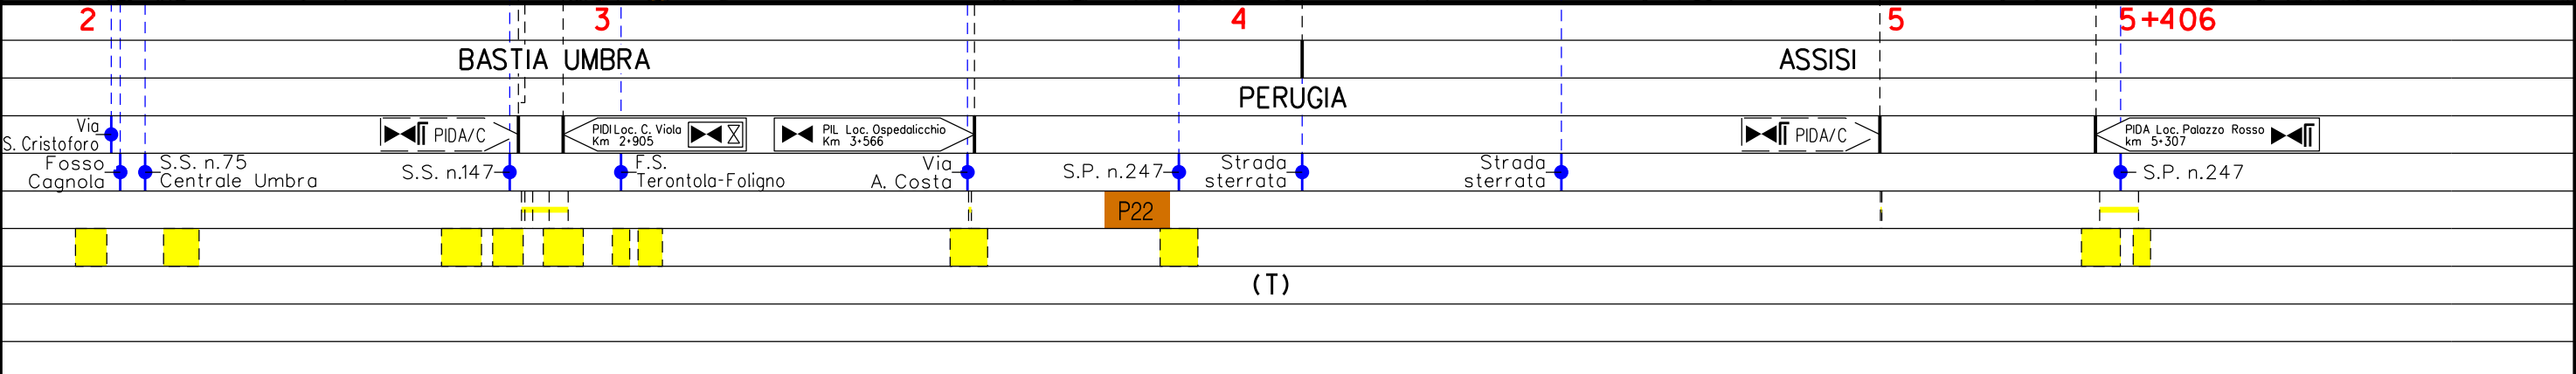 2 3 4 5 5+406
BASTIA UMBRA ASSISI
PERUGIA
Via
S. Cristoforo
PIDA/C
PIDI Loc. C. Viola
Km 2+905
PIL Loc. Ospedalicchio
Km 3+566
PIDA/C
PIDA Loc. Palazzo Rosso
km 5+307
Fosso
Cagnola
S.S. n.75
Centrale Umbra
S.S. n.147
F.S.
Terontola-Foligno
Via
A. Costa
S.P. n.247
Strada
sterrata
Strada
sterrata
S.P. n.247
P22
(T)